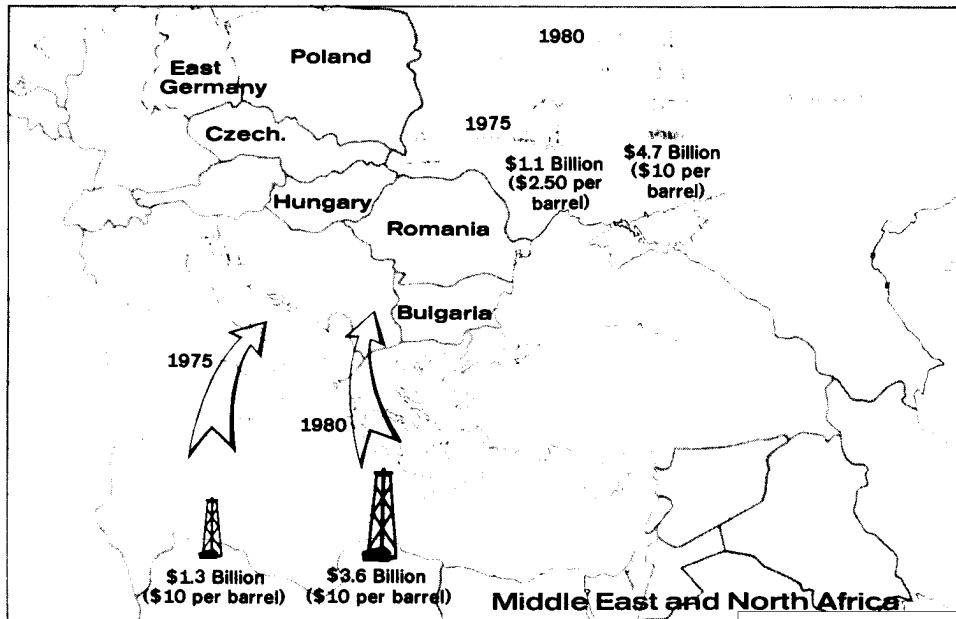 1980
Poland
East
Germany
1975
Czech.
$1.1 Billion
($2.50 per
barrel)
$4.7 Billion
($10 per
barrel)
Hungary
Romania
Bulgaria
1975
1980
$1.3 Billion
($10 per barrel)
$3.6 Billion
($10 per barrel)
Middle East and North Africa